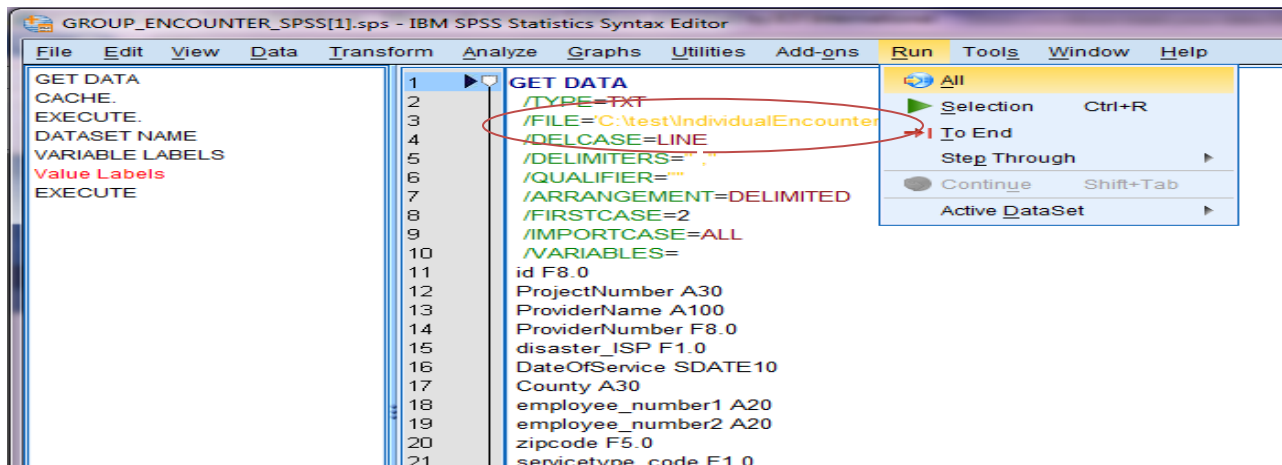 GROUP_ENCOUNTER_SPSS[1].sps - IBM SPSS Statistics Syntax Editor
File Edit View Data Transform Analyze Graphs Utilities Add-ons Run Tools Window Help
GET DATA
CACHE.
EXECUTE.
DATASET NAME
VARIABLE LABELS
Value Labels
EXECUTE
1 GET DATA
2 /TYPE=TXT
3 /FILE='C:\test\IndividualEncounter
4 /DELCASE=LINE
5 /DELIMITERS=" ,"
6 /QUALIFIER='"'
7 /ARRANGEMENT=DELIMITED
8 /FIRSTCASE=2
9 /IMPORTCASE=ALL
10 /VARIABLES=
11 id F8.0
12 ProjectNumber A30
13 ProviderName A100
14 ProviderNumber F8.0
15 disaster_ISP F1.0
16 DateOfService SDATE10
17 County A30
18 employee_number1 A20
19 employee_number2 A20
20 zipcode F5.0
21 servicetype_code F1.0
All
Selection Ctrl+R
To End
Step Through
Continue Shift+Tab
Active DataSet